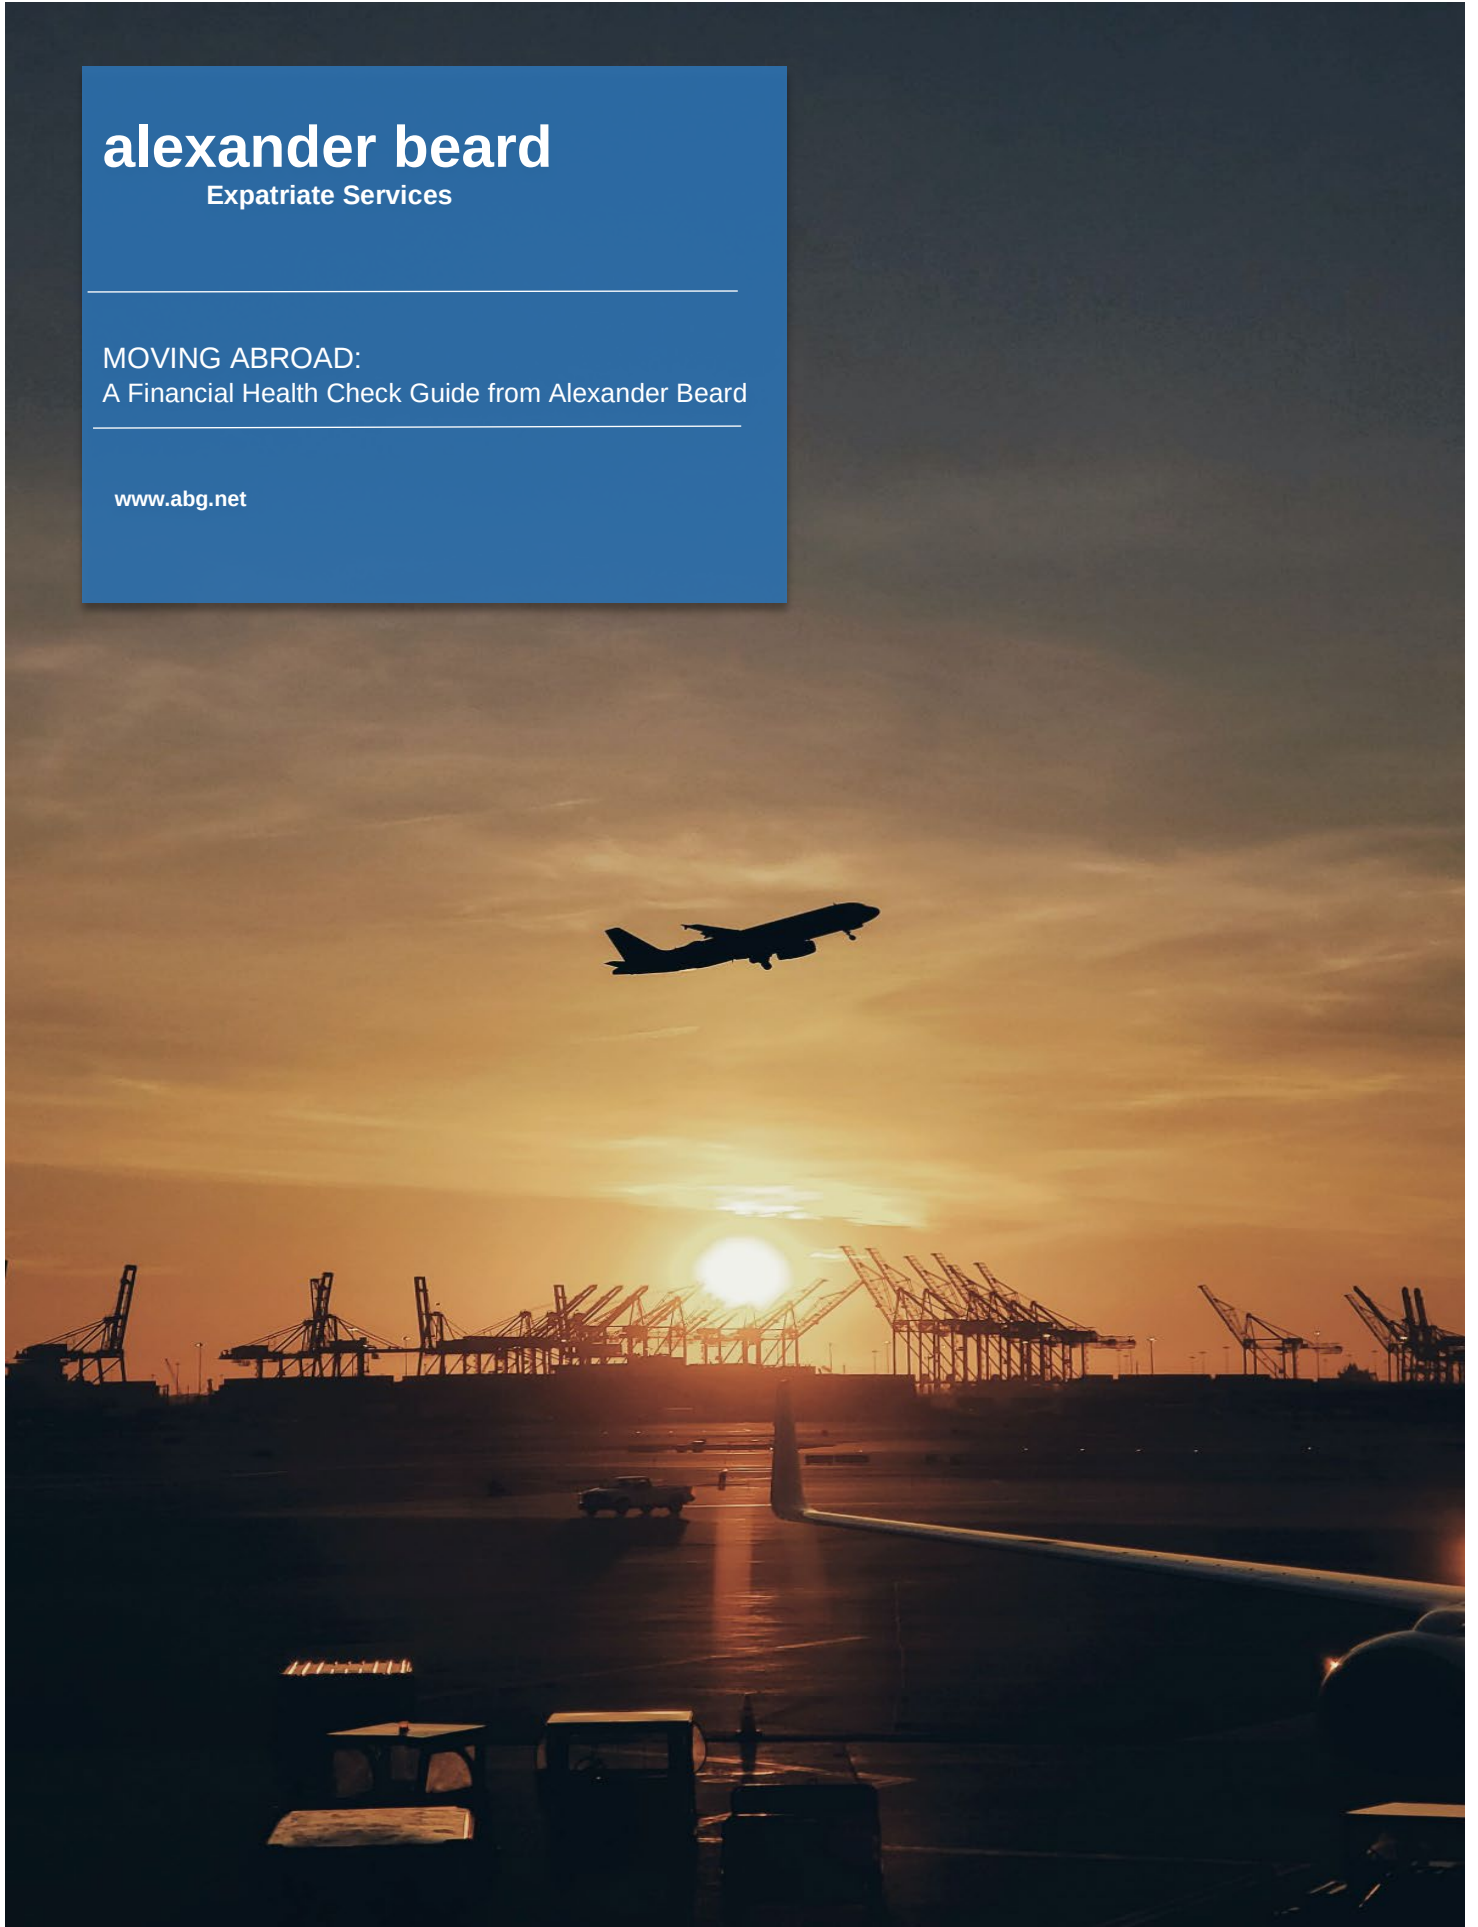 alexander beard
Expatriate Services
MOVING ABROAD:
A Financial Health Check Guide from Alexander Beard
www.abg.net